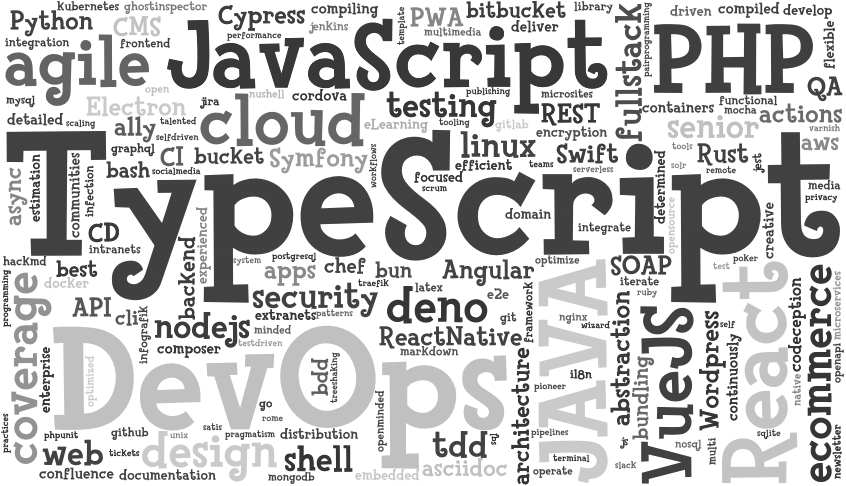 Kubernetes
ghostinspector
Cypress
compiling
PWA
bitbucket
library
driven
compiled
develop
Python
CMS
performance
jenkins
template
multimedia
deliver
pairprogramming
flexible
integration
frontend
agile
JavaScript
fullstack
PHP
QA
mysql
open
Electron
jira
nushell
cordova
testing
publishing
microsites
REST
containers
functional
mocha
actions
detailed
scaling
ally
talented
cloud
eLearning
tooling
gitlab
encryption
senior
varnish
aws
selfdriven
graphql
CI
bucket
Symfony
workflows
linux
efficient
teams
Swift
serverless
tools
solr
Rust
remote
jest
bash
socialmedia
focused
scrum
async
estimation
communities
infection
TypeScript
determined
opensource
media
privacy
domain
integrate
creative
CD
intranets
experienced
backend
system
postgresql
optimize
SOAP
test
poker
hackmd
best
docker
apps
chef
bun
Angular
traefik
latex
iterate
ruby
programming
coverage
API
cli
infografik
security
deno
e2e
git
framework
JAVA
nginx
wizard
abstraction
React
codeception
ecommerce
microservices
openapi
nodejs
extranets
patterns
minded
testdriven
ReactNative
markdown
composer
VueJS
Wordpress
self
continuously
native
enterprise
optimized
DevOps
bdd
treeshaking
architecture
i18n
pioneer
bundling
go
rome
openminded
practices
phpunit
github
unix
satis
pragmatism
distribution
tdd
sql
pipelines
nosql
multi
sqlite
web
tickets
design
shell
terminal
operate
slack
newsletter
confluence
documentation
mongodb
embedded
asciidoc